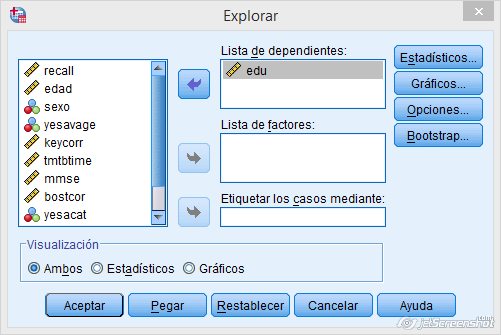 Explorar
Lista de dependientes:
edu
Estadísticos...
Gráficos...
Opciones...
Bootstrap...
recall
edad
sexo
yesavage
keycorr
tmtbtime
mmse
bostcor
yesacat
Lista de factores:
Etiquetar los casos mediante:
Visualización
Ambos
Estadísticos
Gráficos
Aceptar
Pegar
Restablecer
Cancelar
Ayuda
jetScreenshot